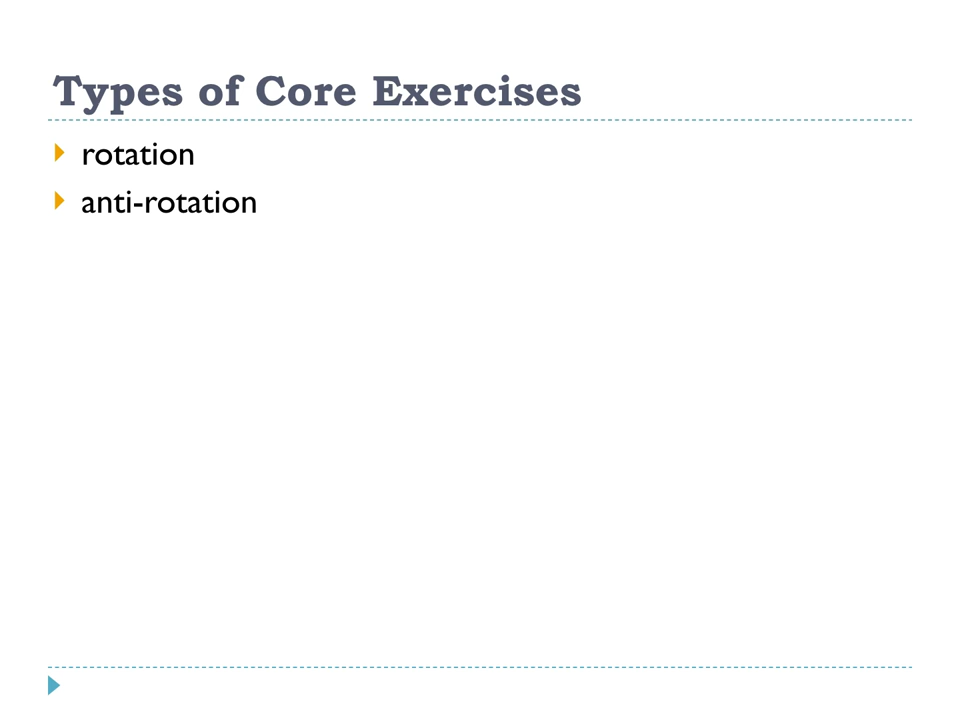 Types of Core Exercises
rotation
anti-rotation